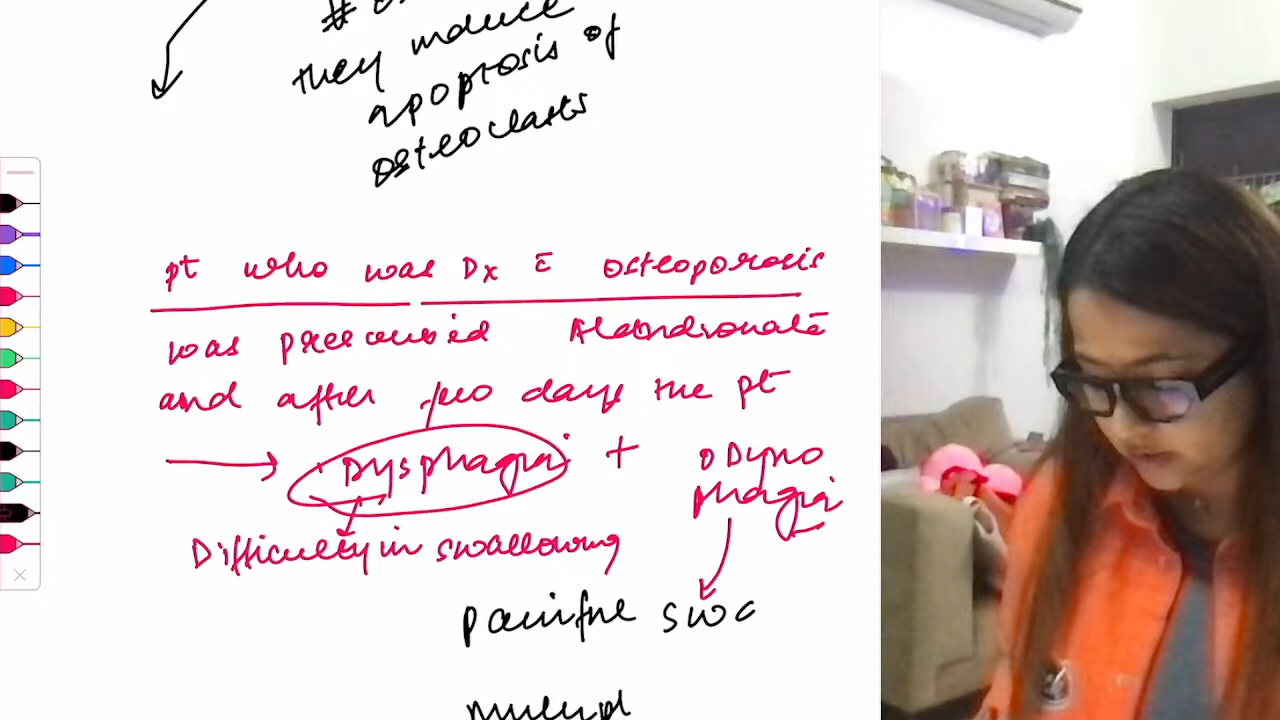 they induce
apoptosis of
osteoclasts
pt who was Dx c̄ osteoporosis
was prescribed Alendronate
and after few days the pt
→ Dysphagia + ODyno
phagia
Difficulty in swallowing
Painful swa